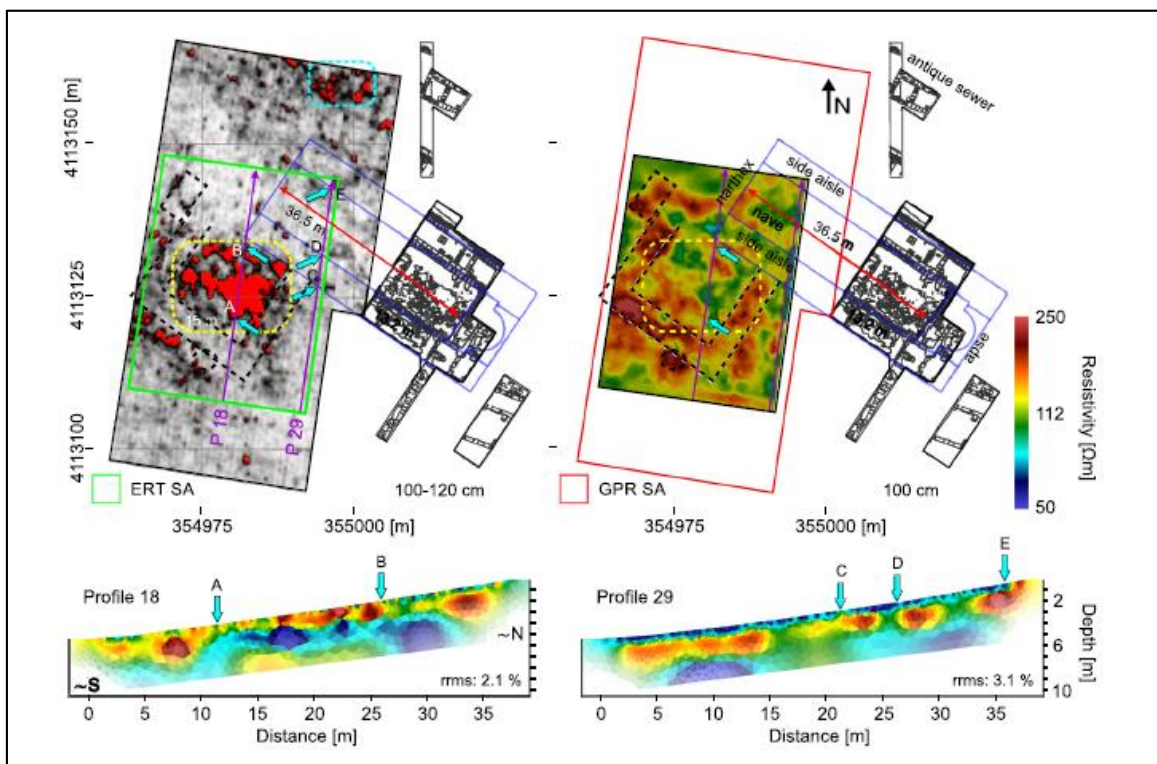 4113150 [m]
4113125
4113100
36.5 m
A
B
C
D
E
15
P 18
P 29
ERT SA
100-120 cm
354975
355000 [m]
N
antique sewer
narthex
side aisle
nave
side aisle
36.5 m
apse
GPR SA
100 cm
354975
355000 [m]
250
112
50
Resistivity [Ωm]
Profile 18
A
B
~N
~S
rrms: 2.1 %
0 5 10 15 20 25 30 35
Distance [m]
Profile 29
C
D
E
rrms: 3.1 %
0 5 10 15 20 25 30 35
Distance [m]
2
6
10
Depth [m]